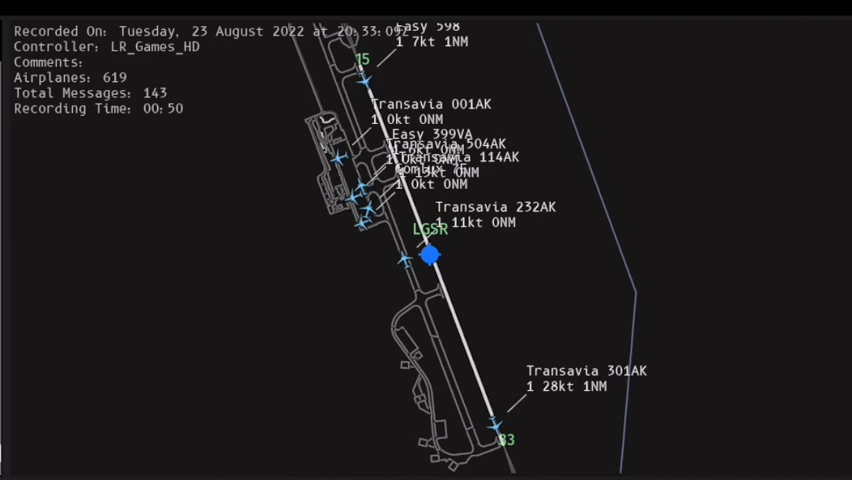 Recorded On: Tuesday, 23 August 2022 at 20:33:09z
Controller: LR_Games_HD
Comments:
Airplanes: 619
Total Messages: 143
Recording Time: 00:50
Easy 598
1 7kt 1NM
15
Transavia 001AK
1 0kt 0NM
Easy 399VA
Transavia 504AK
Transavia 114AK
1 0kt 0NM
Transavia 232AK
1 11kt 0NM
LGSR
Transavia 301AK
1 28kt 1NM
33